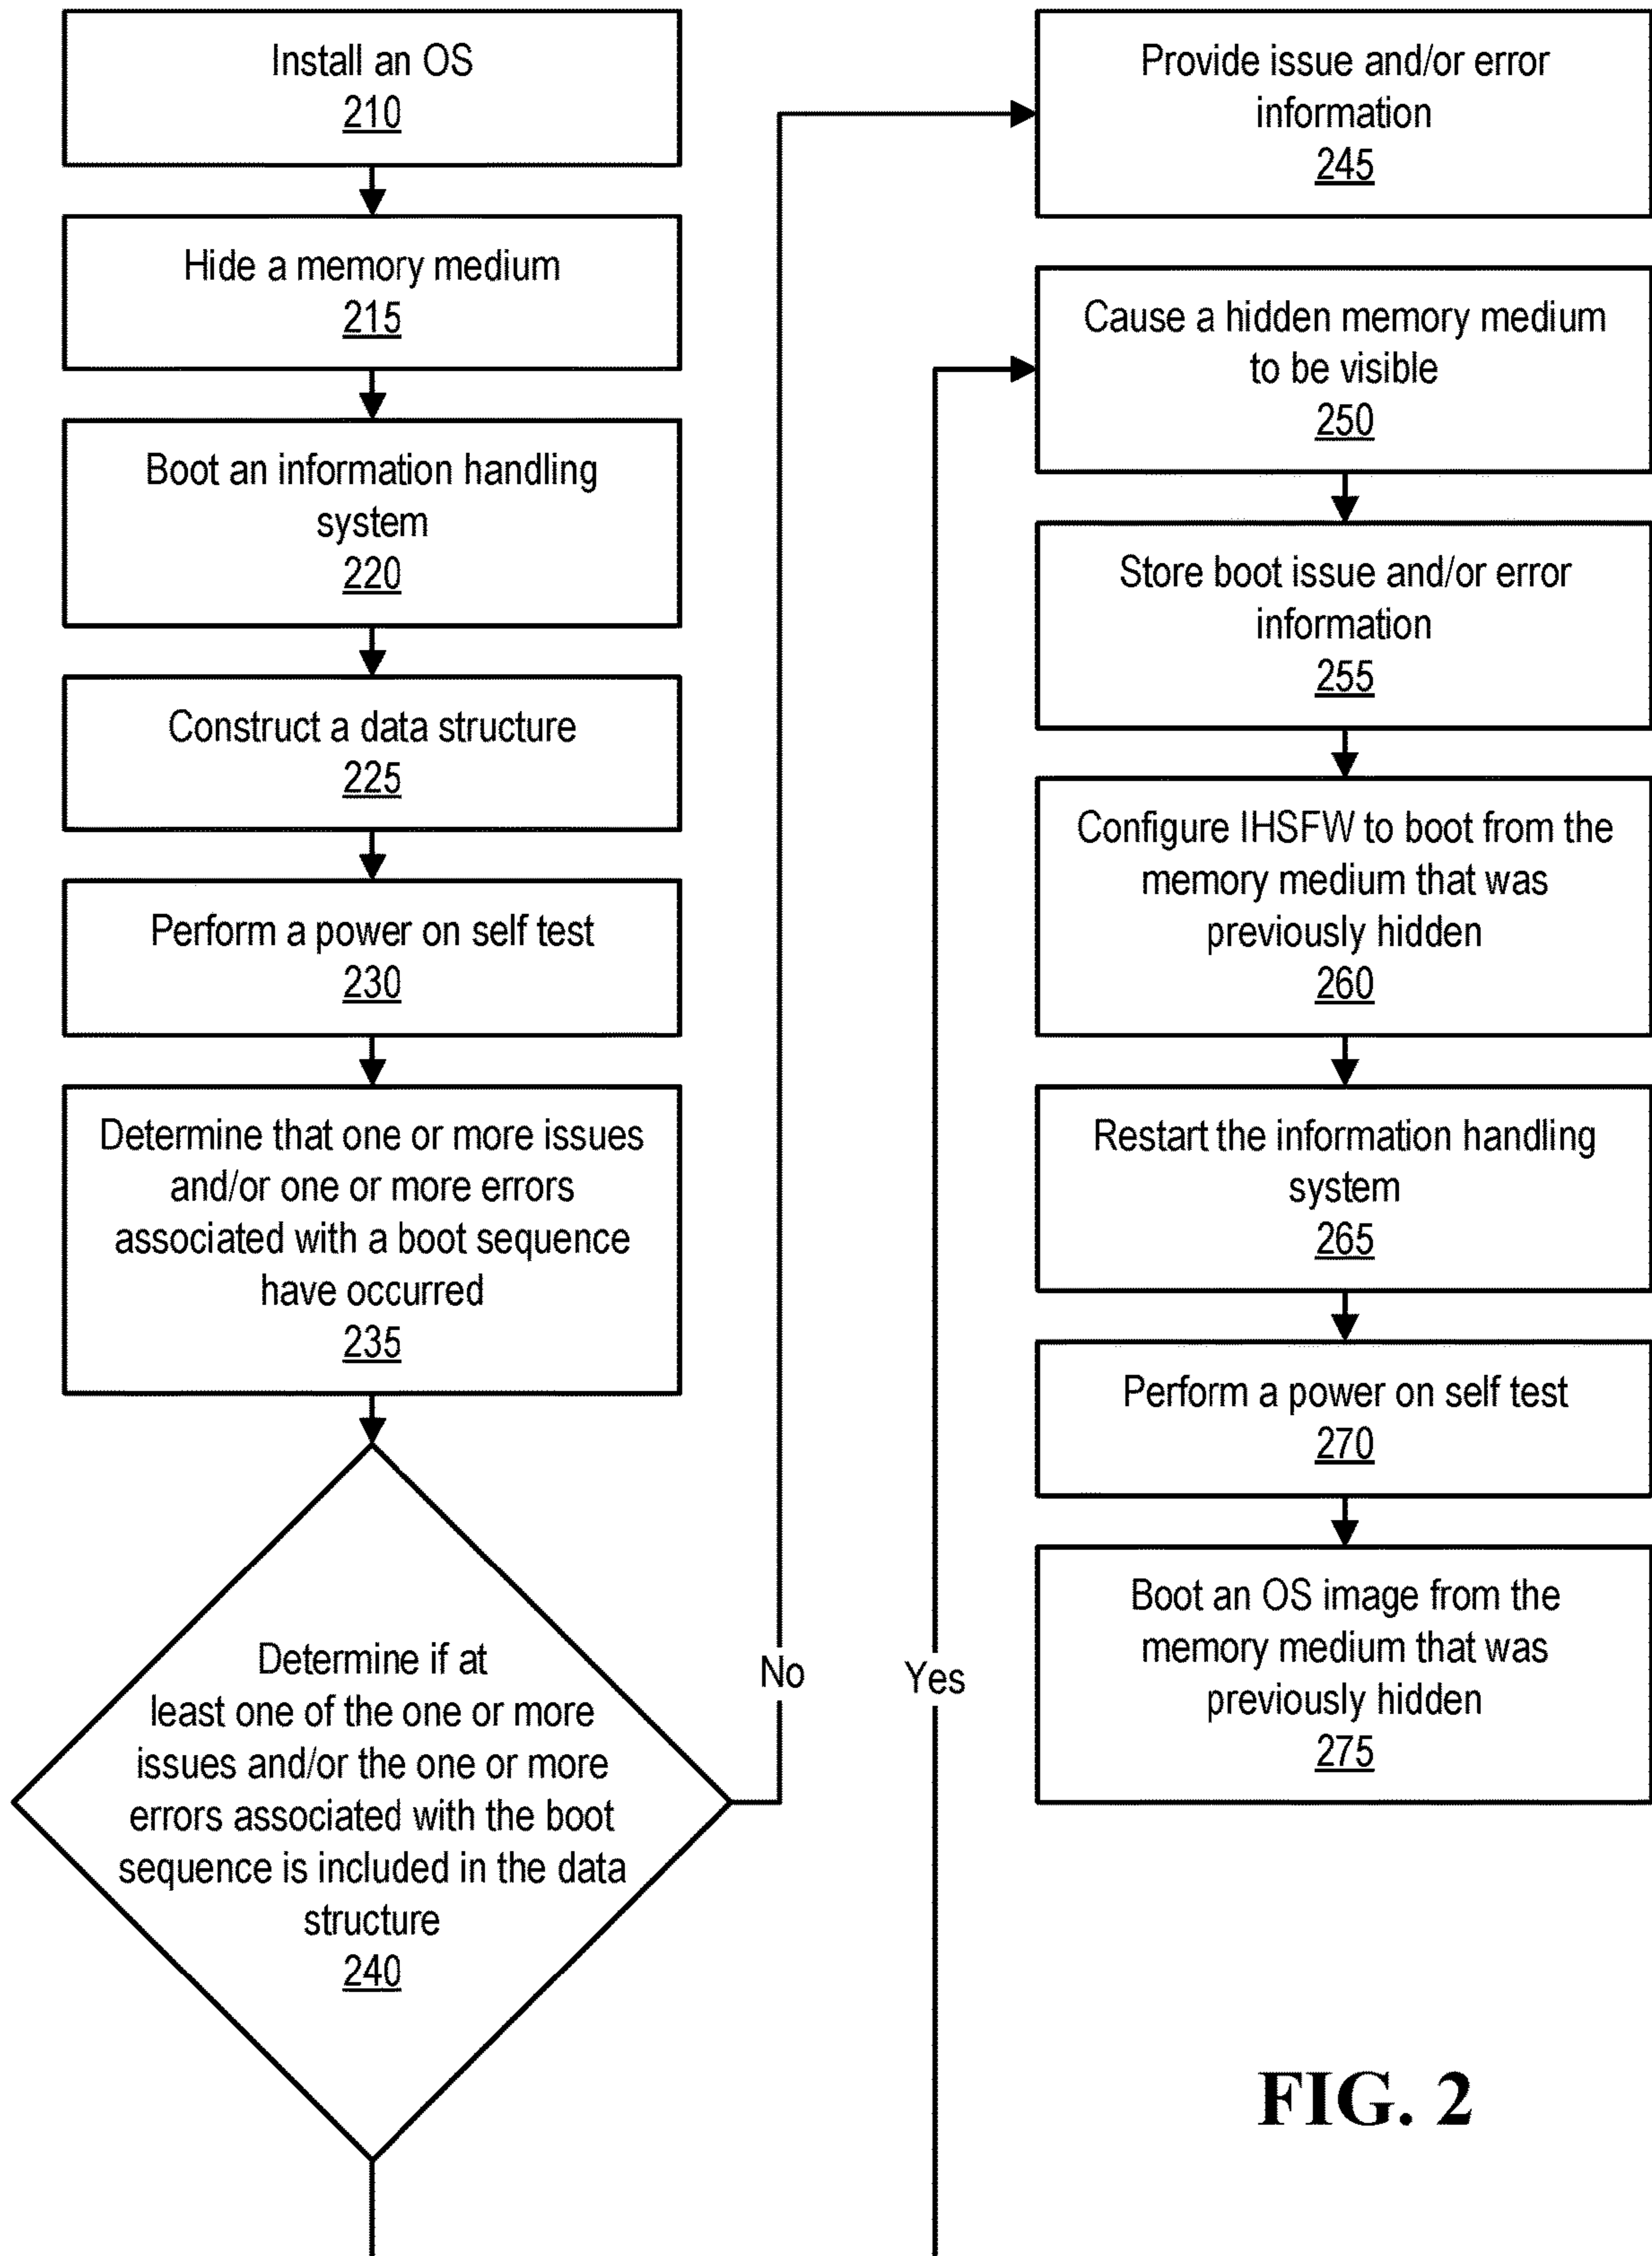 Install an OS
210
Hide a memory medium
215
Boot an information handling
system
220
Construct a data structure
225
Perform a power on self test
230
Determine that one or more issues
and/or one or more errors
associated with a boot sequence
have occurred
235
Determine if at
least one of the one or more
issues and/or the one or more
errors associated with the boot
sequence is included in the data
structure
240
No
Yes
Provide issue and/or error
information
245
Cause a hidden memory medium
to be visible
250
Store boot issue and/or error
information
255
Configure IHSFW to boot from the
memory medium that was
previously hidden
260
Restart the information handling
system
265
Perform a power on self test
270
Boot an OS image from the
memory medium that was
previously hidden
275
FIG. 2